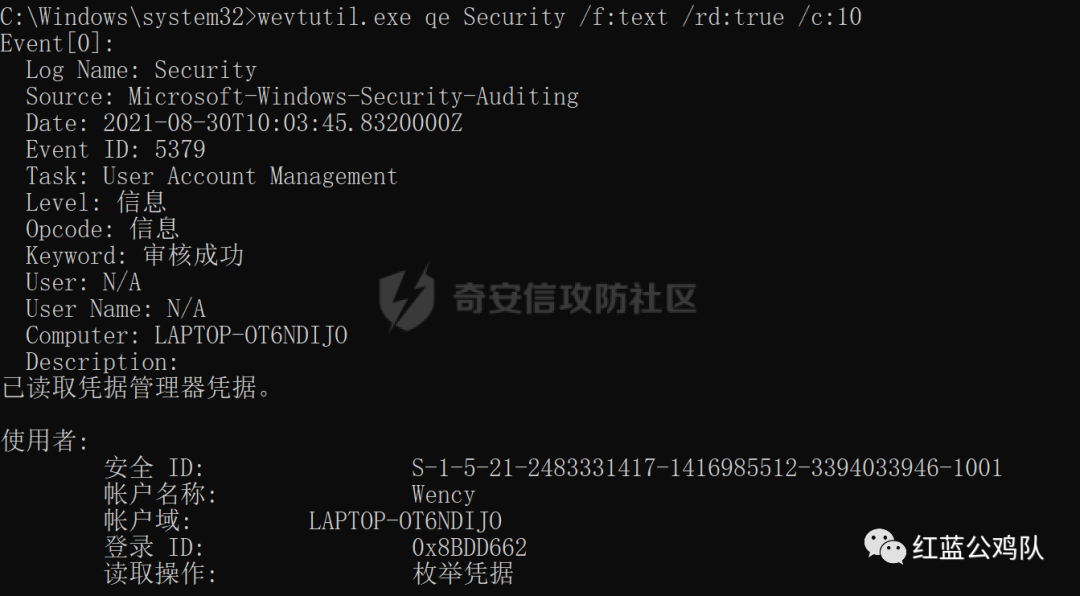 C:\Windows\system32>wevtutil.exe qe Security /f:text /rd:true /c:10
Event[0]:
Log Name: Security
Source: Microsoft-Windows-Security-Auditing
Date: 2021-08-30T10:03:45.8320000Z
Event ID: 5379
Task: User Account Management
Level: 信息
Opcode: 信息
Keyword: 审核成功
User: N/A
User Name: N/A
Computer: LAPTOP-OT6NDIJO
Description:
已读取凭据管理器凭据。
使用者:
安全 ID: S-1-5-21-2483331417-1416985512-3394033946-1001
帐户名称: Wency
帐户域: LAPTOP-OT6NDIJO
登录 ID: 0x8BDD662
读取操作: 枚举凭据
奇安信攻防社区
红蓝公鸡队